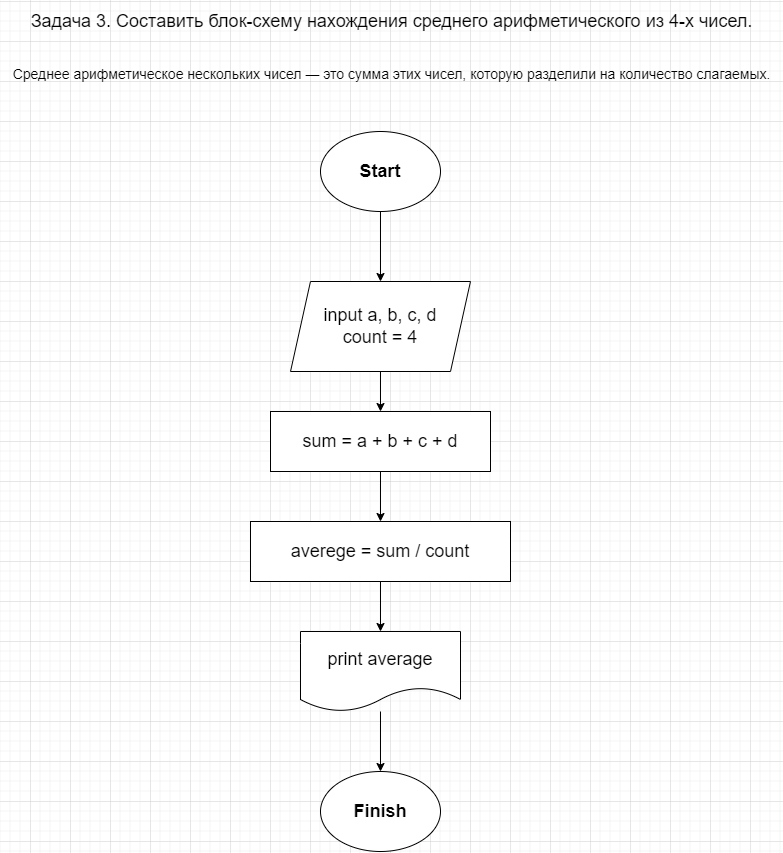 Задача 3. Составить блок-схему нахождения среднего арифметического из 4-х чисел.
Среднее арифметическое нескольких чисел — это сумма этих чисел, которую разделили на количество слагаемых.
Start
input a, b, c, d
count = 4
sum = a + b + c + d
averege = sum / count
print average
Finish